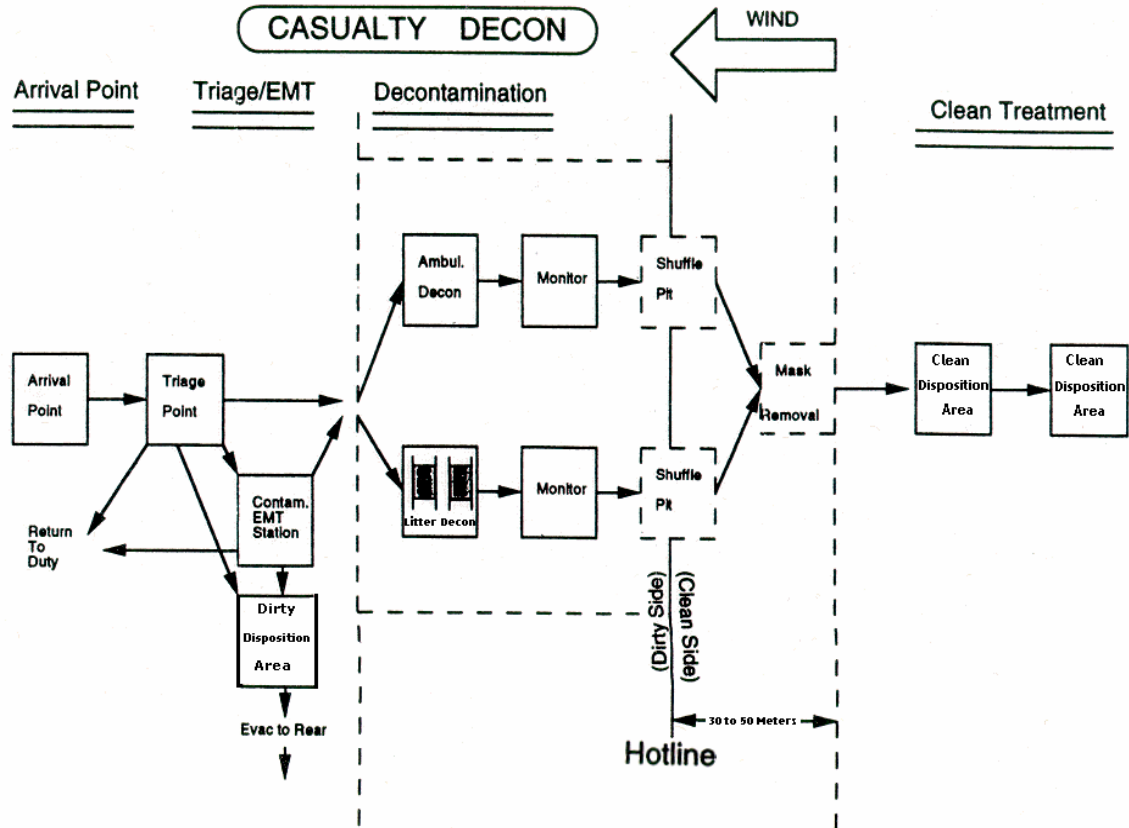 CASUALTY DECON
WIND
Arrival Point
Triage/EMT
Decontamination
Clean Treatment
Ambul.
Decon
Monitor
Shuffle
Pit
Arrival
Point
Triage
Point
Mask
Removal
Clean
Disposition
Area
Clean
Disposition
Area
Contam.
EMT
Station
Litter Decon
Monitor
Shuffle
Pit
Return
To
Duty
Dirty
Disposition
Area
(Dirty Side)
(Clean Side)
Evac to Rear
30 to 50 Meters
Hotline